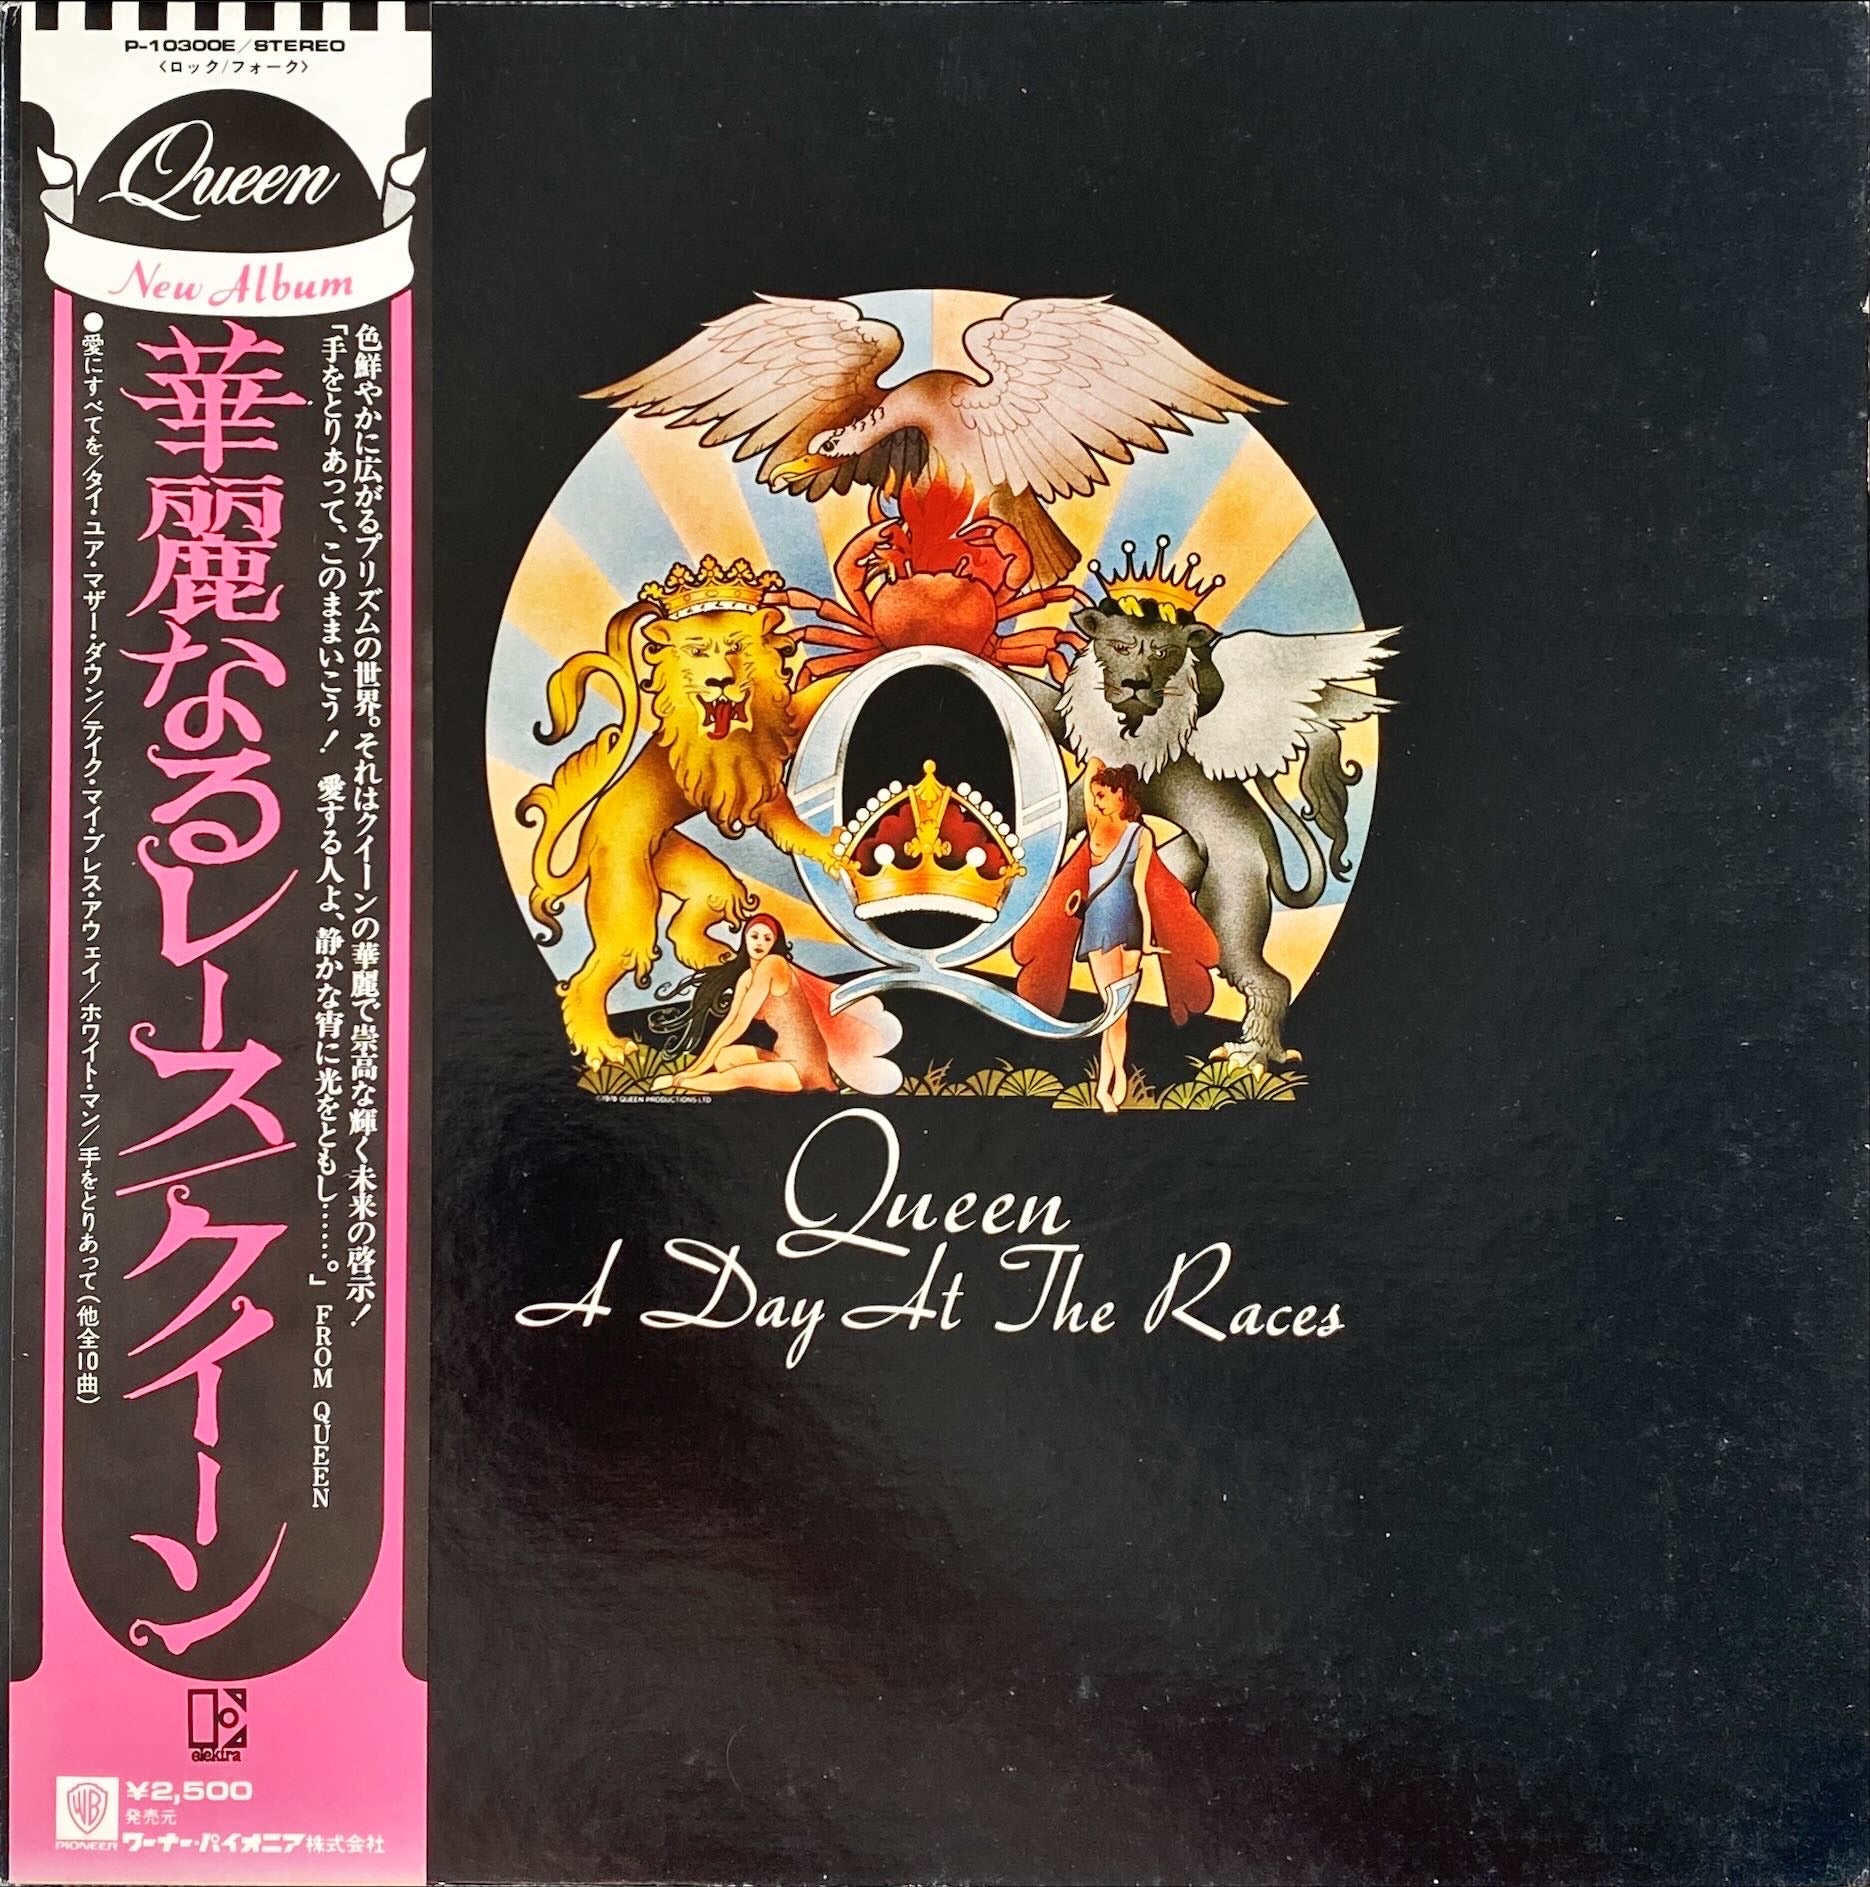 P-10300E/STEREO
〈ロック/フォーク〉
Queen
New Album
色鮮やかに広がるプリズムの世界。それはクイーンの華麗で崇高な輝く未来の啓示!
「手をとりあって、このままいこう! 愛する人よ、静かな宵に光をともし……。」 FROM QUEEN
華麗なるレース/クイーン
●愛にすべてを/タイ・ユア・マザー・ダウン/テイク・マイ・ブレス・アウェイ/ホワイト・マン/手をとりあって(他全10曲)
elektra
WB
PIONEER
¥2,500
発売元
ワーナー・パイオニア株式会社
©1976 QUEEN PRODUCTIONS LTD
Queen
A Day At The Races